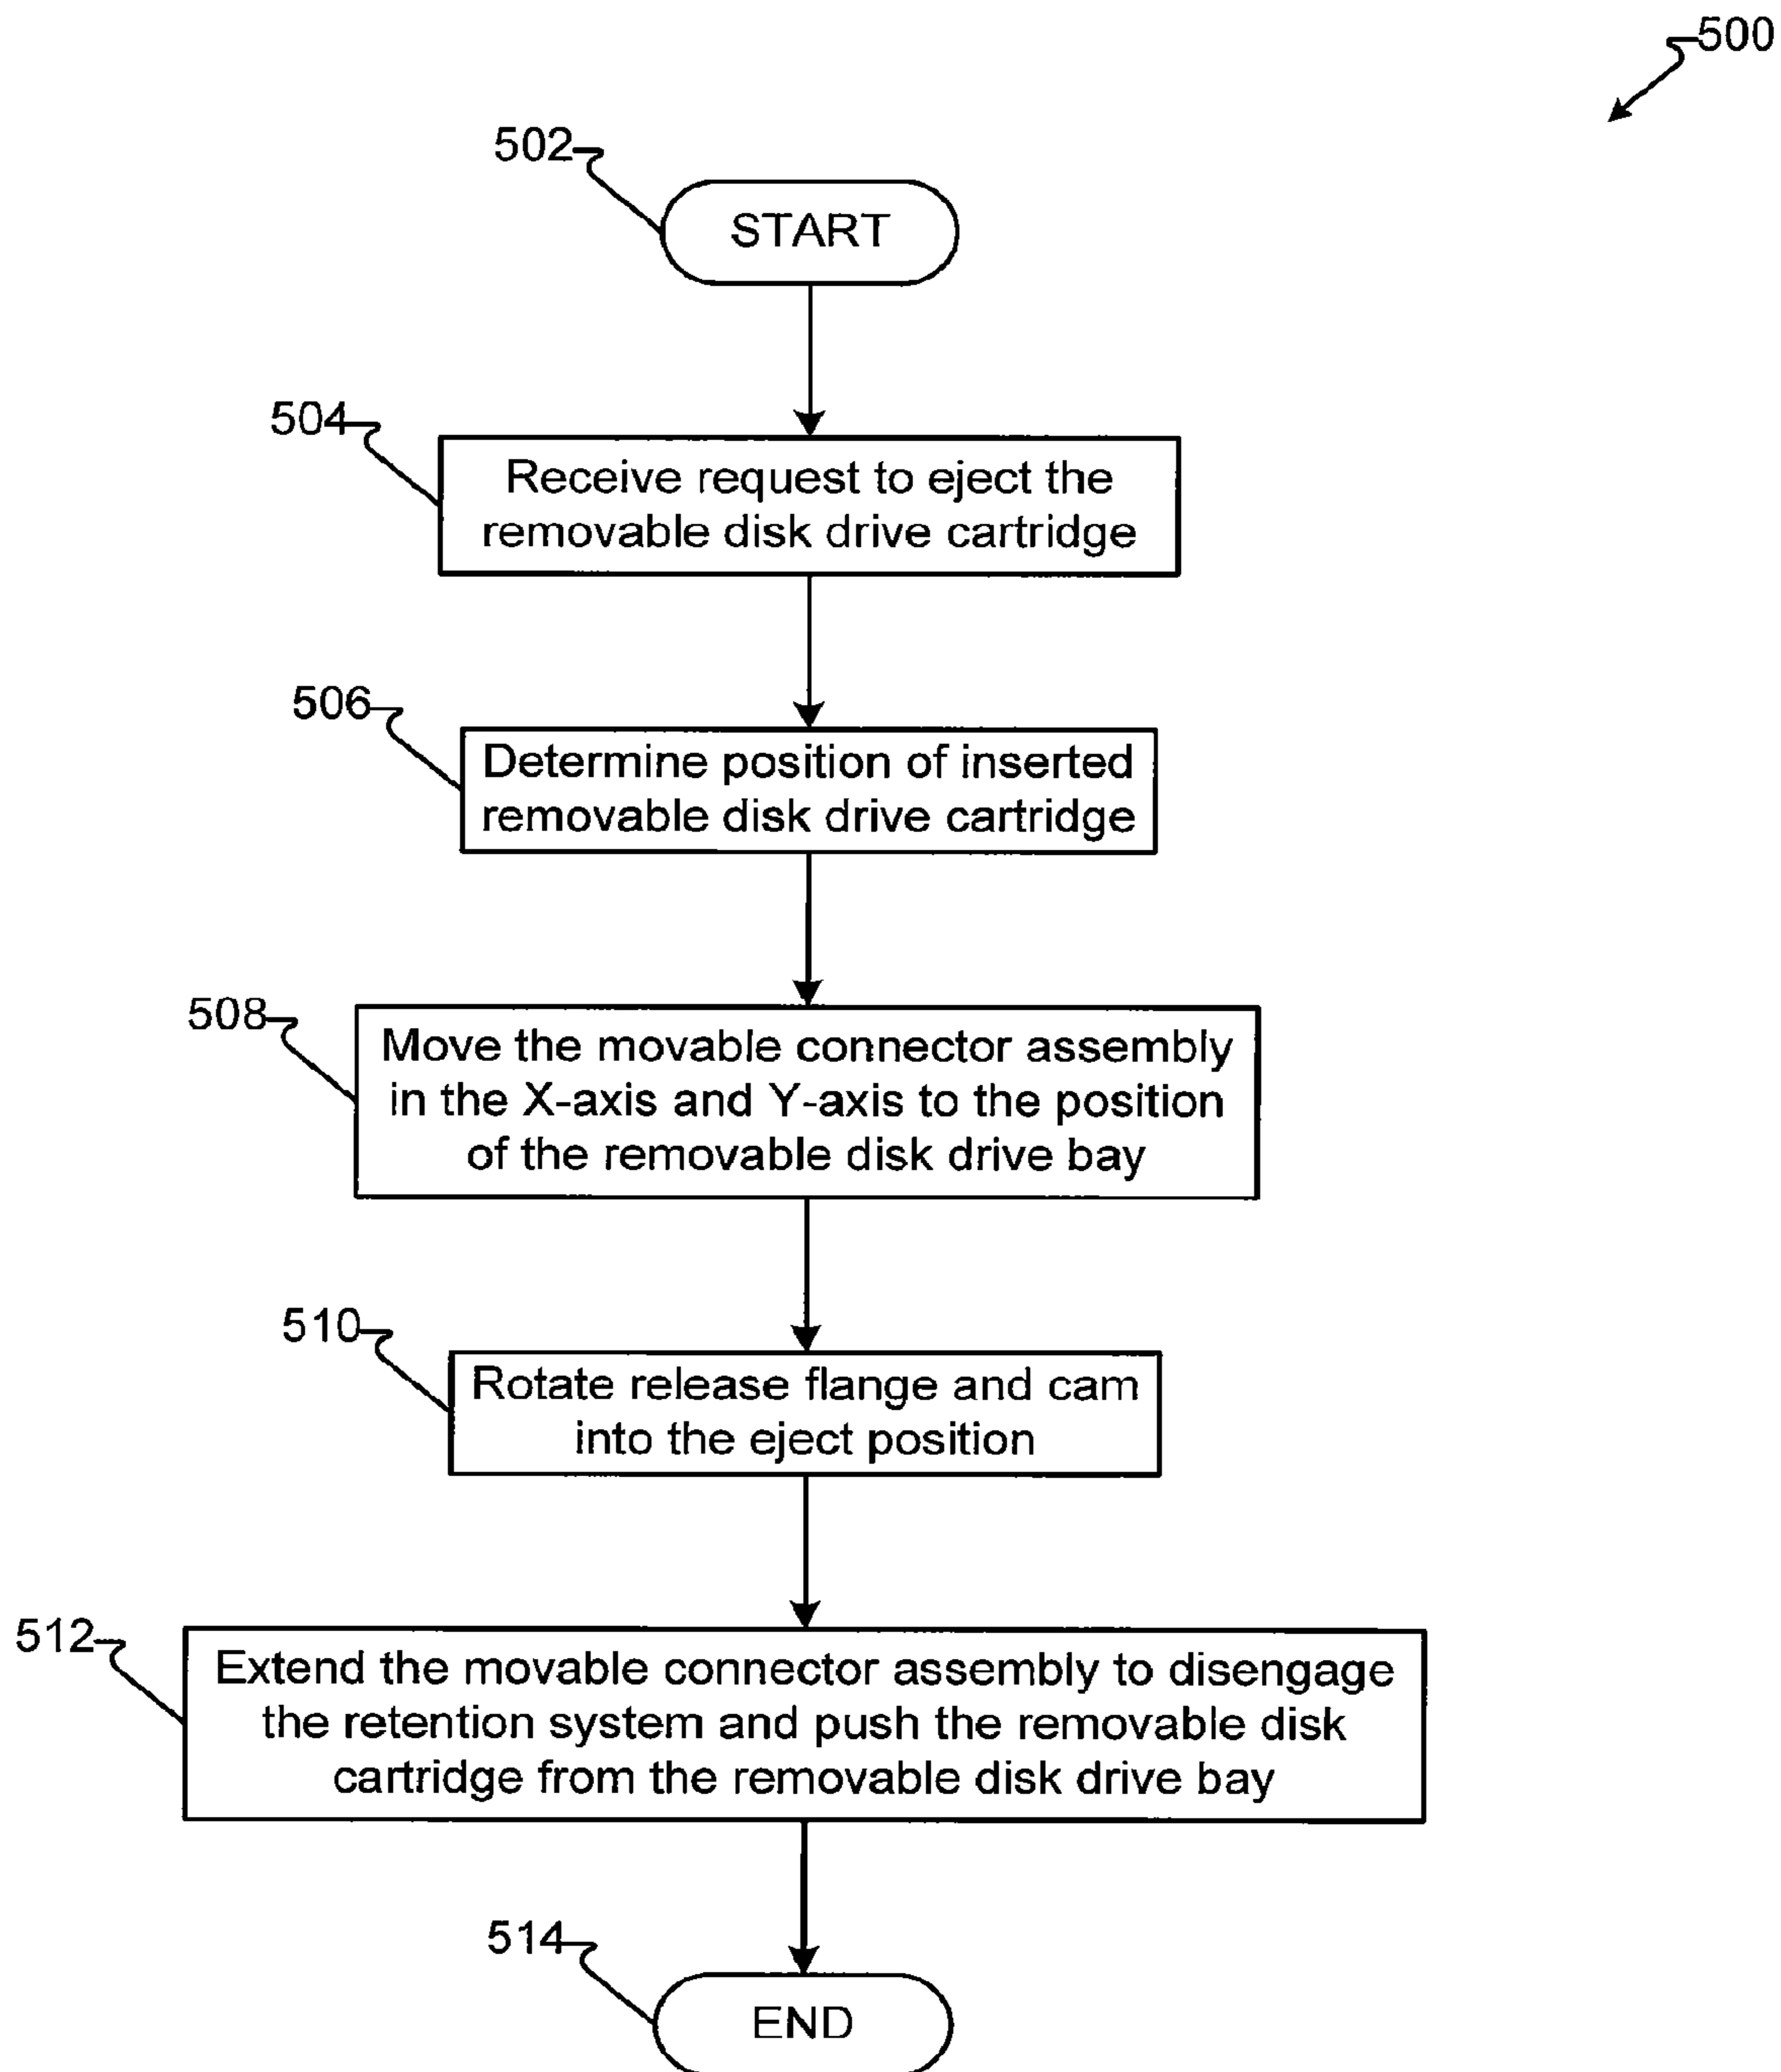 500
502
START
504
Receive request to eject the
removable disk drive cartridge
506
Determine position of inserted
removable disk drive cartridge
508
Move the movable connector assembly
in the X-axis and Y-axis to the position
of the removable disk drive bay
510
Rotate release flange and cam
into the eject position
512
Extend the movable connector assembly to disengage
the retention system and push the removable disk
cartridge from the removable disk drive bay
514
END